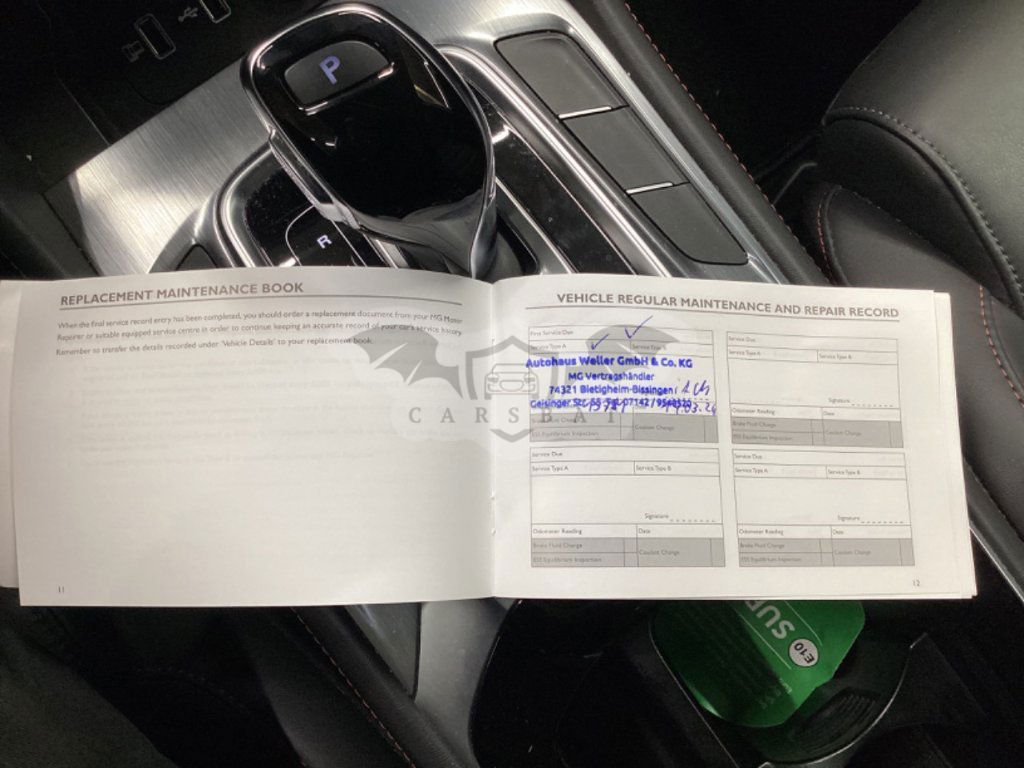 P
R
REPLACEMENT MAINTENANCE BOOK
When the final service record entry has been completed, you should order a replacement document from your MG Motor
Repairer or suitable equipped service centre in order to continue keeping an accurate record of your car's service history.
Remember to transfer the details recorded under 'Vehicle Details' to your replacement book.
11
VEHICLE REGULAR MAINTENANCE AND REPAIR RECORD
First Service Due
Service Type A Service Type B
Autohaus Weller GmbH & Co. KG
MG Vertragshändler
74321 Bietigheim-Bissingen
Geisinger Str. 55 Tel. 07142 /
Coolant Change
ESS Equilibrium Inspection
Service Due
Service Type A Service Type B
Signature
Odometer Reading Date
Brake Fluid Change Coolant Change
ESS Equilibrium Inspection
Service Due
Service Type A Service Type B
Signature
Odometer Reading Date
Brake Fluid Change Coolant Change
ESS Equilibrium Inspection
Service Due
Service Type A Service Type B
Signature
Odometer Reading Date
Brake Fluid Change Coolant Change
ESS Equilibrium Inspection
12
CARSBAT
SUP
E10